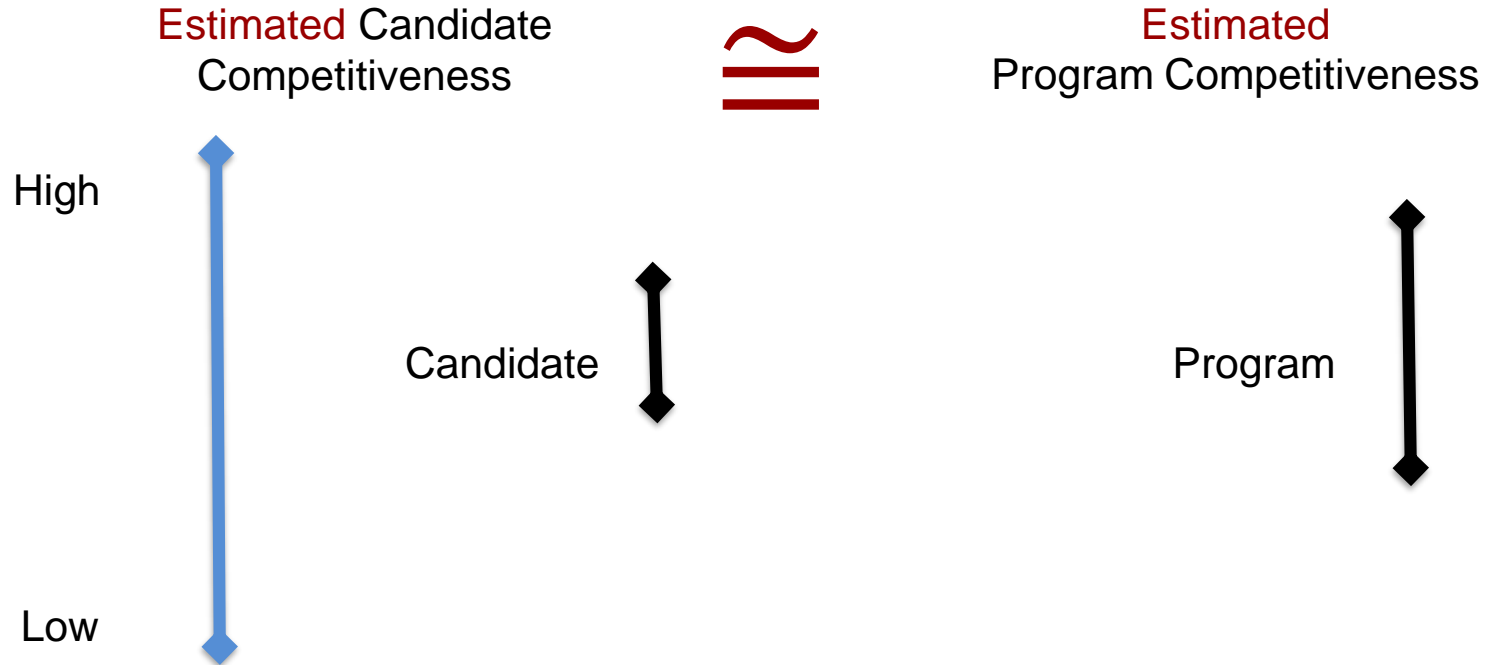 Estimated Candidate
Competitiveness
≅
Estimated
Program Competitiveness
High
Candidate
Program
Low